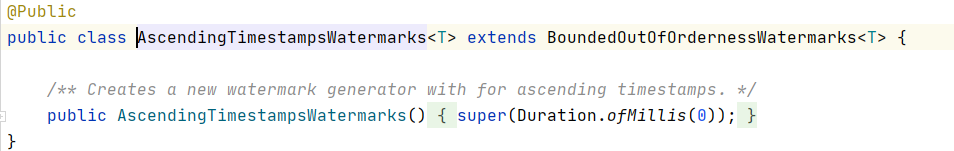 @Public
public class AscendingTimestampsWatermarks<T> extends BoundedOutOfOrdernessWatermarks<T> {
/** Creates a new watermark generator with for ascending timestamps. */
public AscendingTimestampsWatermarks() { super(Duration.ofMillis(0)); }
}